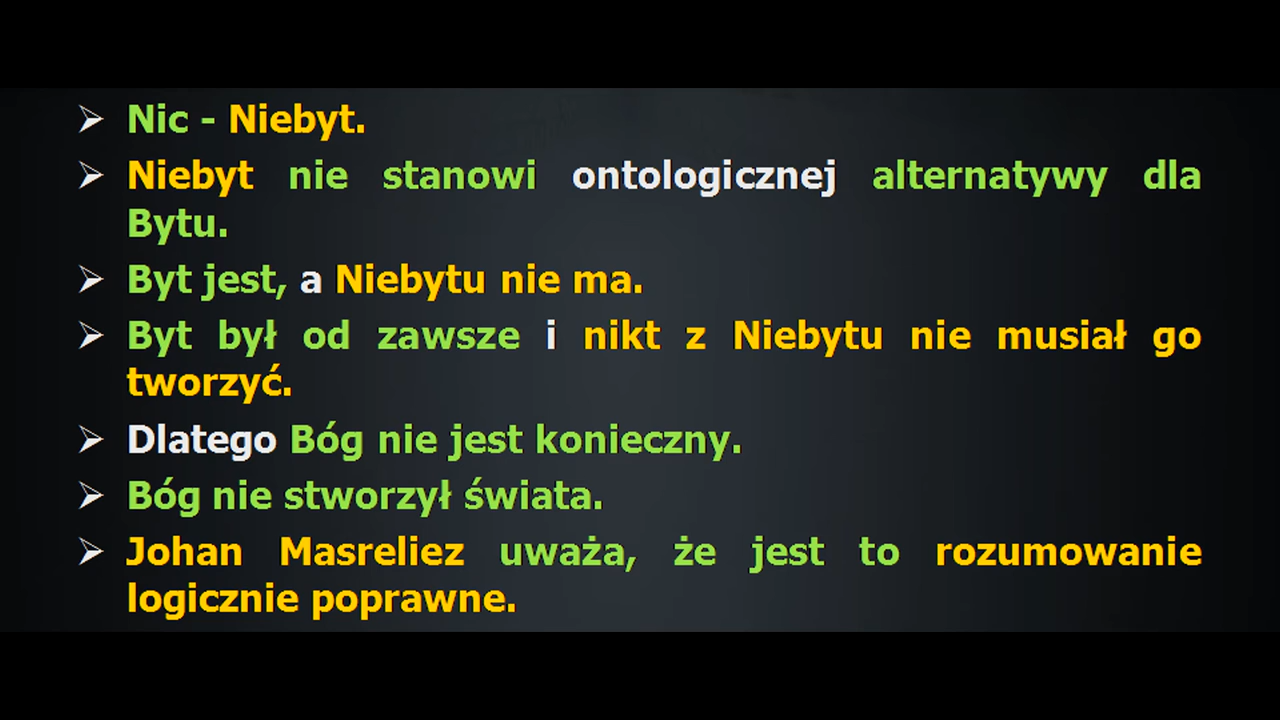 Nic - Niebyt.
Niebyt nie stanowi ontologicznej alternatywy dla
Bytu.
Byt jest, a Niebytu nie ma.
Byt był od zawsze i nikt z Niebytu nie musiał go
tworzyć.
Dlatego Bóg nie jest konieczny.
Bóg nie stworzył świata.
Johan Masreliez uważa, że jest to rozumowanie
logicznie poprawne.